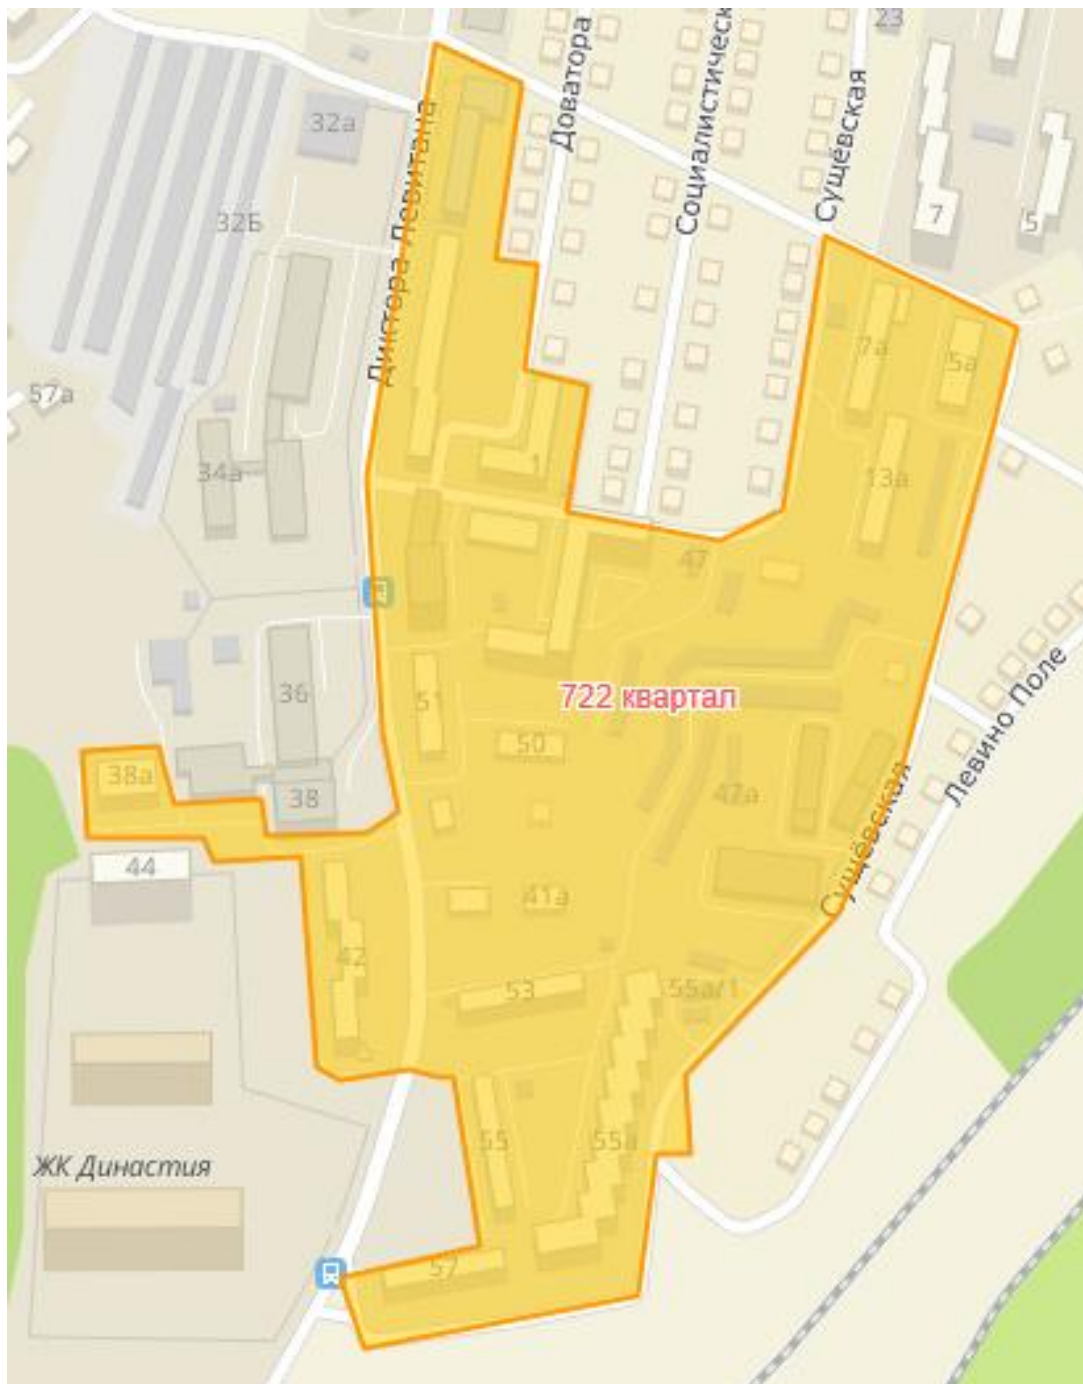 23
Доватора
Социалистическ
Сущёвская
32а
Диктора Левитана
32Б
7
5
7а
5а
57а
34а
1
13а
47
36
51
722 квартал
50
Левино Поле
38а
38
47а
Сущёвская
44
41а
42
53
55а/1
55
55а
ЖК Династия
57